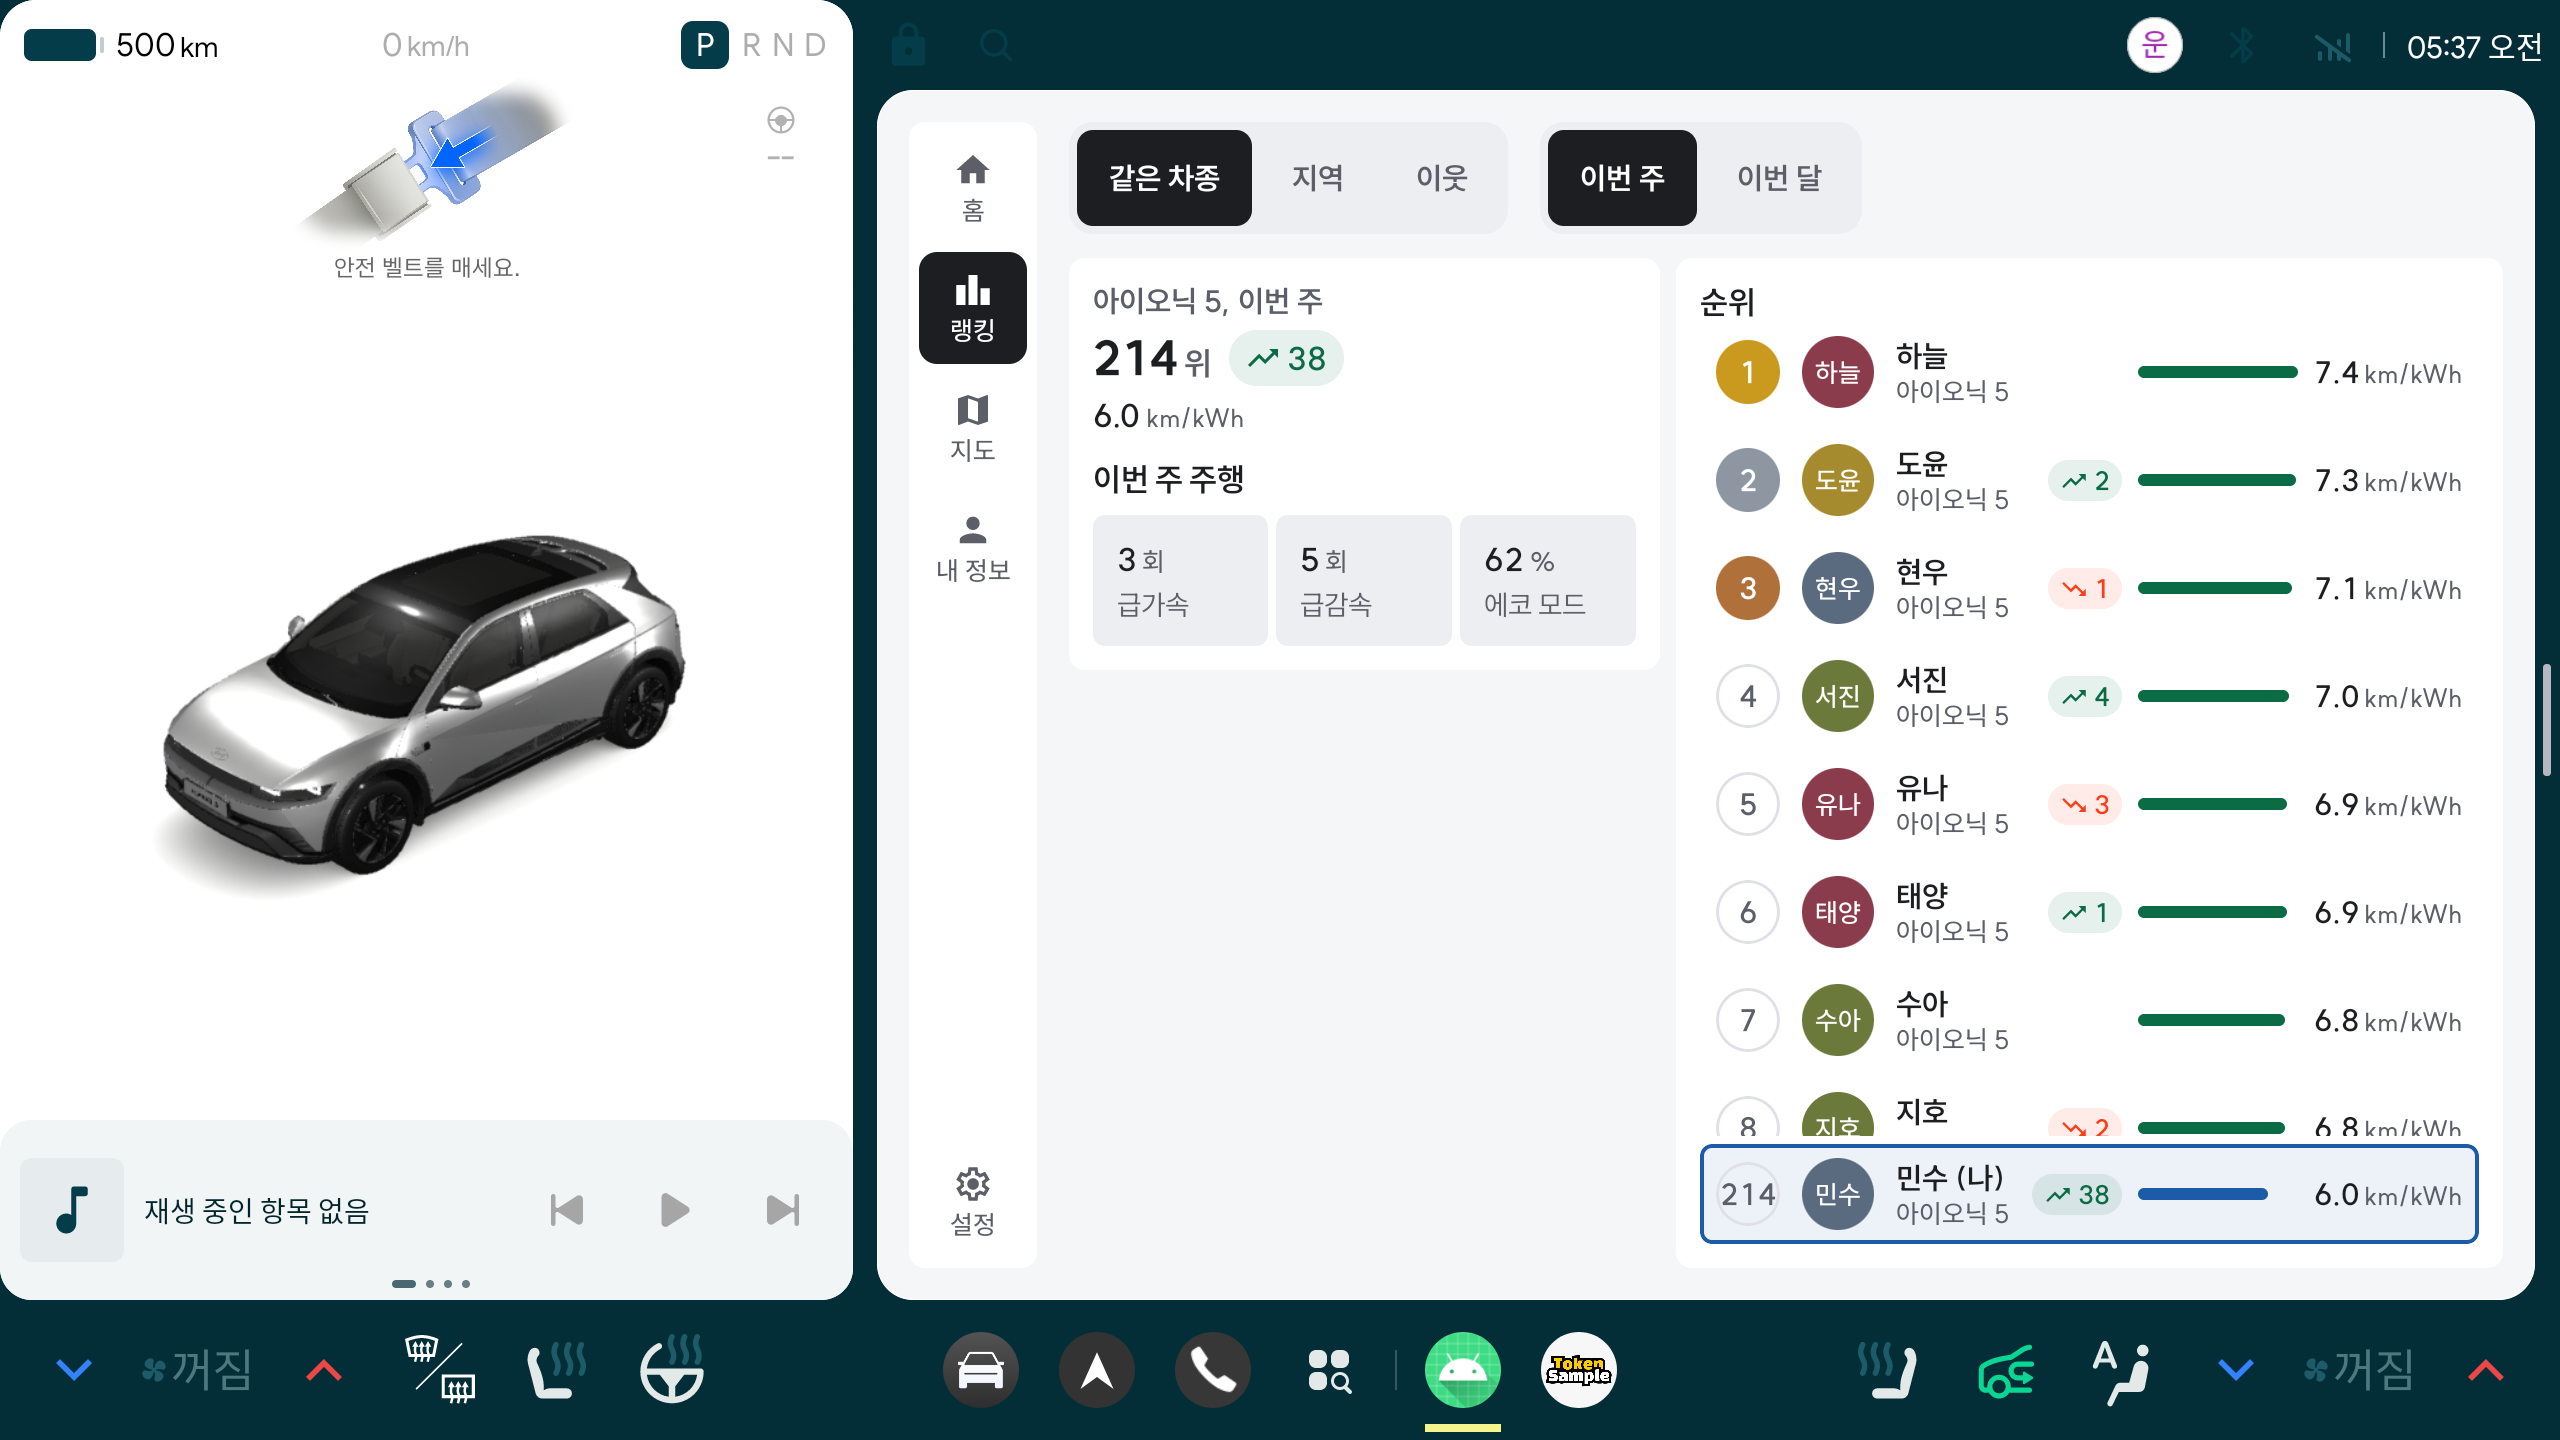 500 km
0 km/h
P R N D
--
안전 벨트를 매세요.
재생 중인 항목 없음
운
05:37 오전
홈
랭킹
지도
내 정보
설정
같은 차종
지역
이웃
이번 주
이번 달
아이오닉 5, 이번 주
214 위 38
6.0 km/kWh
이번 주 주행
3 회
급가속
5 회
급감속
62 %
에코 모드
순위
1 하늘 하늘 7.4 km/kWh
아이오닉 5
2 도윤 도윤 2 7.3 km/kWh
아이오닉 5
3 현우 현우 1 7.1 km/kWh
아이오닉 5
4 서진 서진 4 7.0 km/kWh
아이오닉 5
5 유나 유나 3 6.9 km/kWh
아이오닉 5
6 태양 태양 1 6.9 km/kWh
아이오닉 5
7 수아 수아 6.8 km/kWh
아이오닉 5
8 지호 지호 2 6.8 km/kWh
214 민수 민수 (나) 38 6.0 km/kWh
아이오닉 5
꺼짐
Token
Sample
A
꺼짐